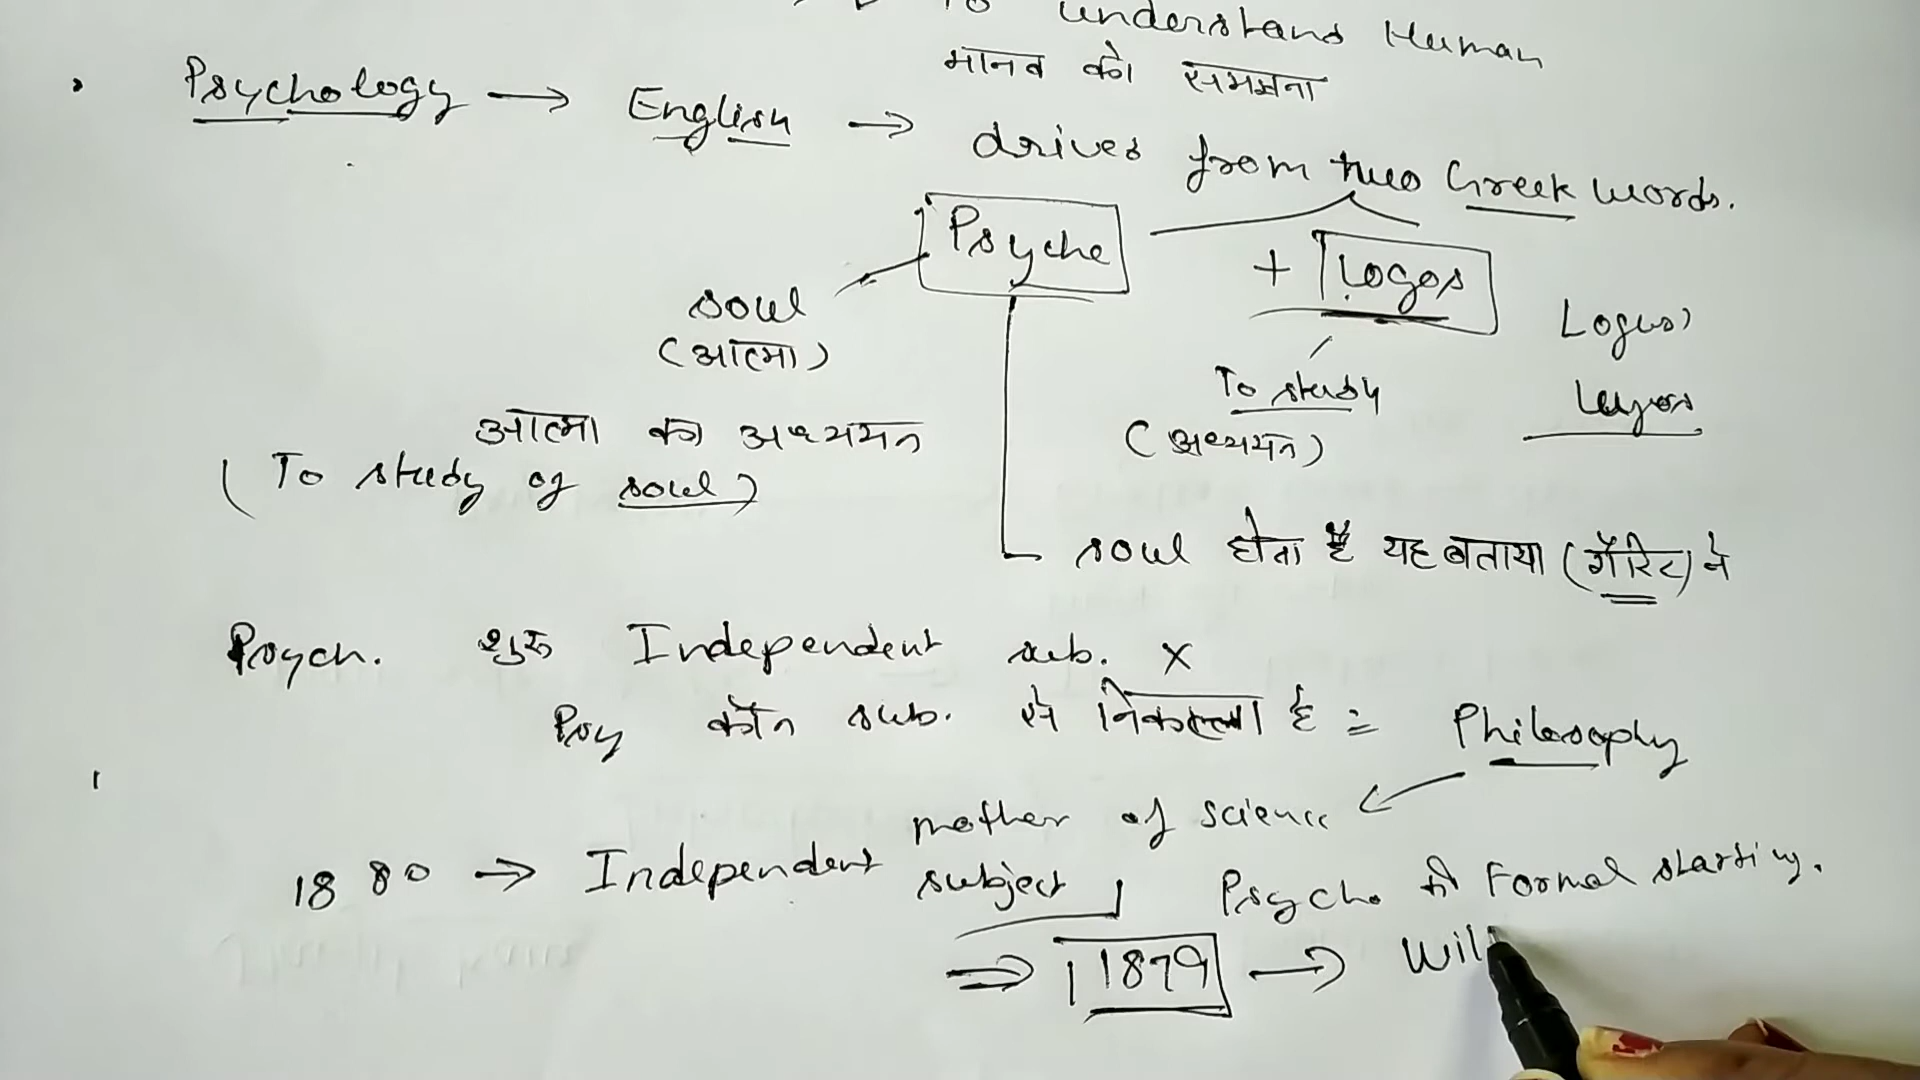 To understand Human
मानव को समझना
Psychology → English → drives from two Greek words.
Psyche + Logos
soul
(आत्मा)
Logus)
To study
(अध्ययन)
Logos
आत्मा का अध्ययन
(To study of soul)
soul होता है यह बताया (गॅरिट) ने
Psych. शुरू Independent sub. x
Psy कौन sub. से निकला है = Philosophy
mother of science
1880 → Independent subject
Psycho की Formal starting.
⇒ 1879 → Wil